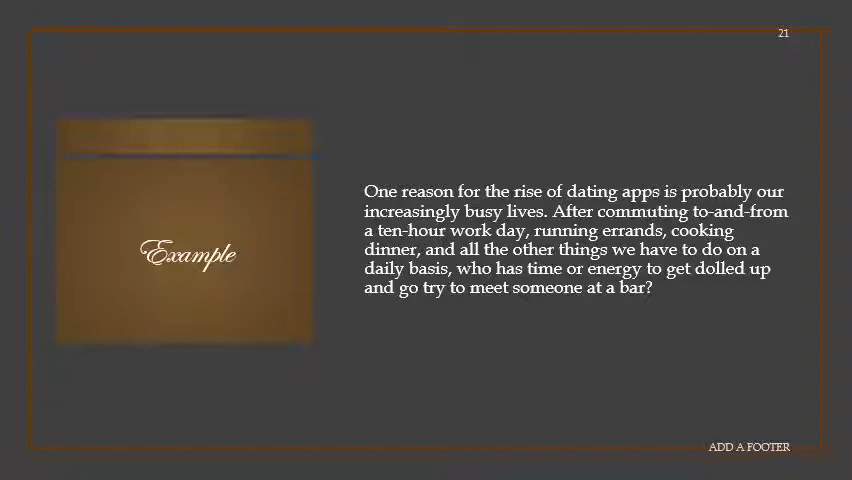 21
Example
One reason for the rise of dating apps is probably our
increasingly busy lives. After commuting to-and-from
a ten-hour work day, running errands, cooking
dinner, and all the other things we have to do on a
daily basis, who has time or energy to get dolled up
and go try to meet someone at a bar?
ADD A FOOTER